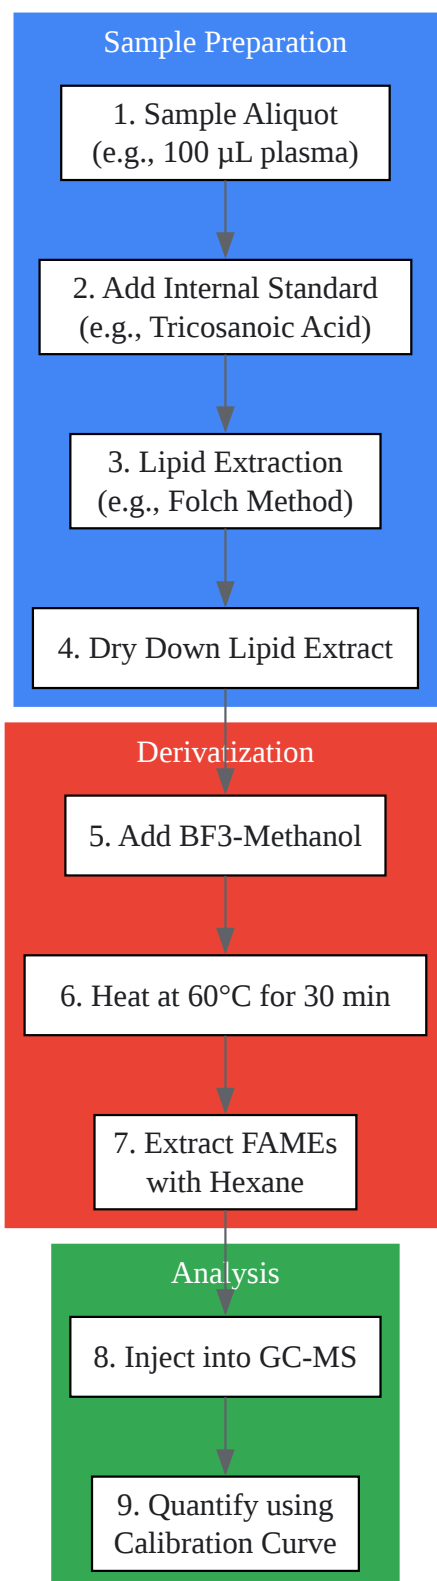 Sample Preparation
1. Sample Aliquot
(e.g., 100 µL plasma)
2. Add Internal Standard
(e.g., Tricosanoic Acid)
3. Lipid Extraction
(e.g., Folch Method)
4. Dry Down Lipid Extract
Derivatization
5. Add BF3-Methanol
6. Heat at 60°C for 30 min
7. Extract FAMEs
with Hexane
Analysis
8. Inject into GC-MS
9. Quantify using
Calibration Curve